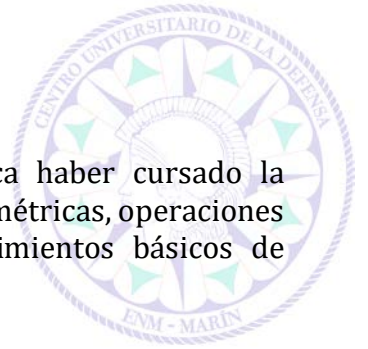 CENTRO UNIVERSITARIO DE LA DEFENSA
ca haber cursado la
métricas, operaciones
imientos básicos de
ENM - MARÍN